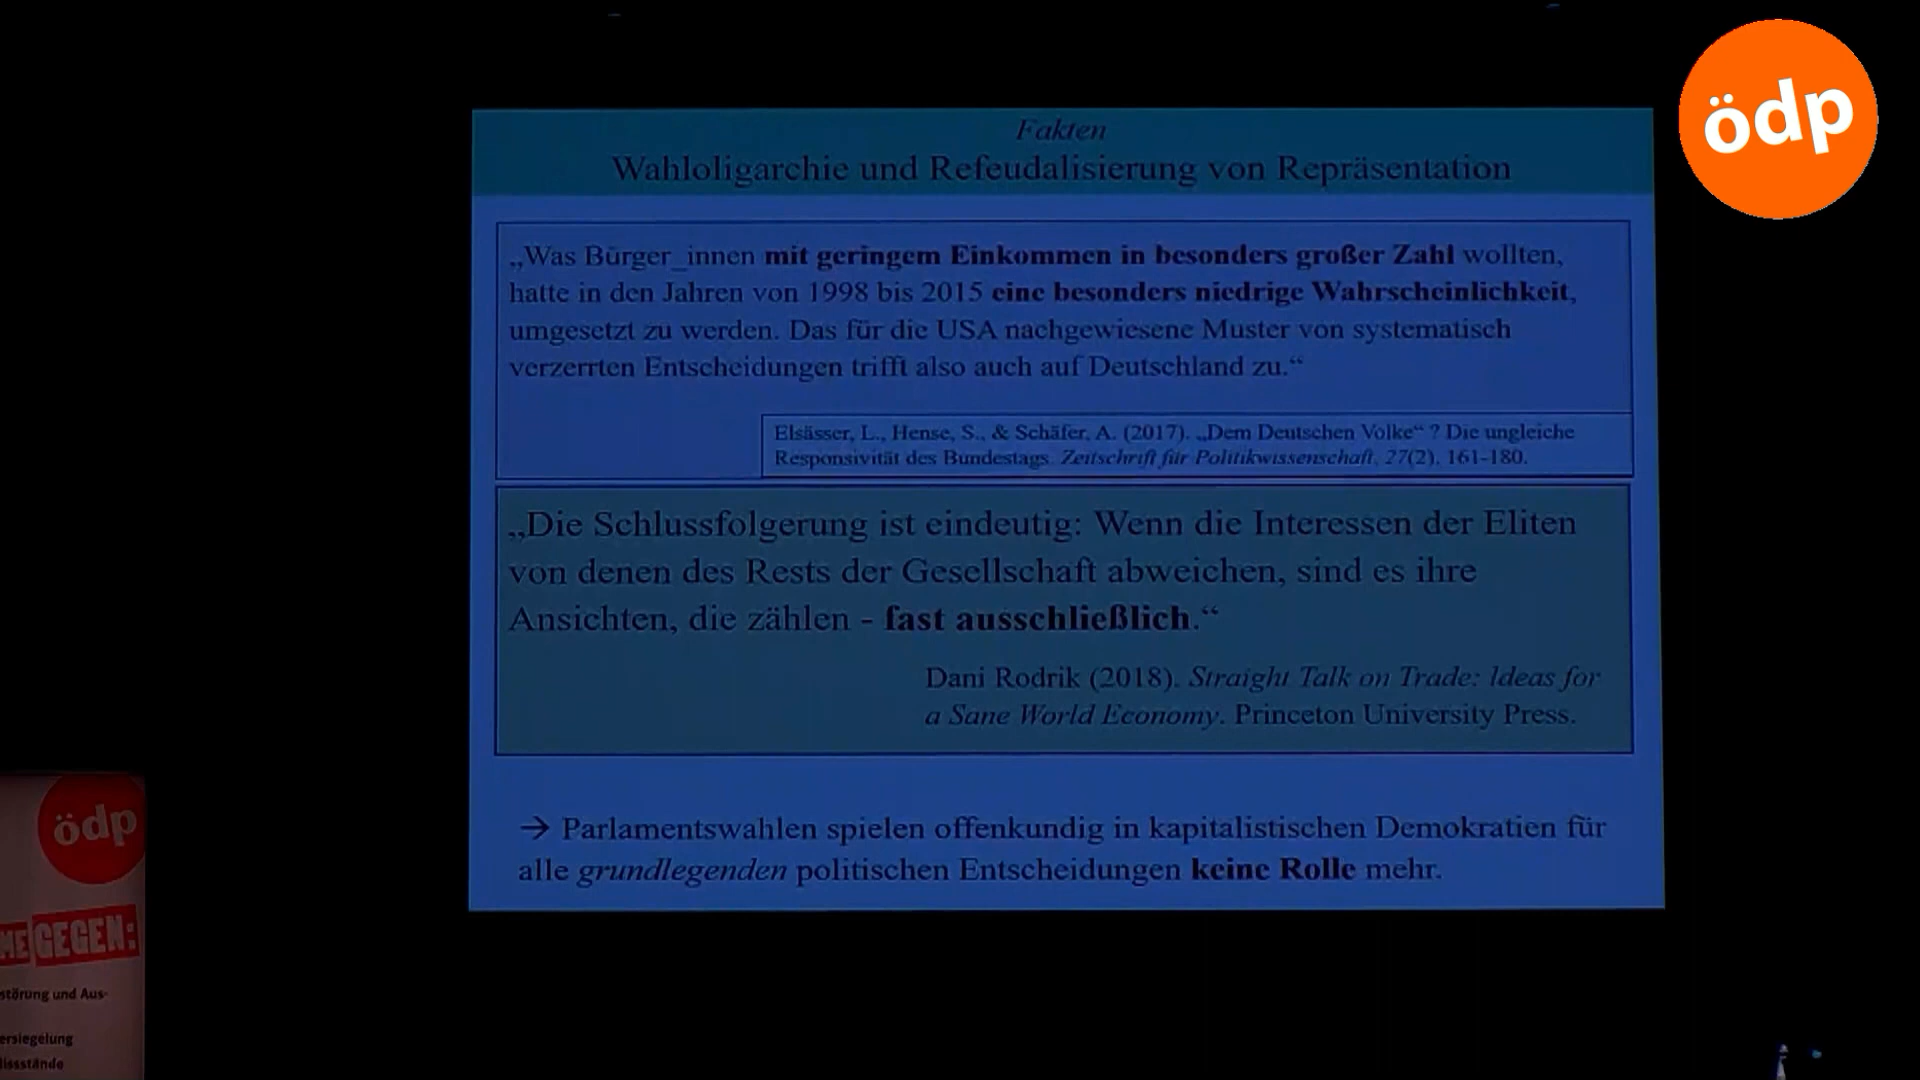 ödp
Fakten
Wahloligarchie und Refeudalisierung von Repräsentation
„Was Bürger_innen mit geringem Einkommen in besonders großer Zahl wollten,
hatte in den Jahren von 1998 bis 2015 eine besonders niedrige Wahrscheinlichkeit,
umgesetzt zu werden. Das für die USA nachgewiesene Muster von systematisch
verzerrten Entscheidungen trifft also auch auf Deutschland zu.“
Elsässer, L., Hense, S., & Schäfer, A. (2017). „Dem Deutschen Volke“ ? Die ungleiche
Responsivität des Bundestags. Zeitschrift für Politikwissenschaft, 27(2), 161-180.
„Die Schlussfolgerung ist eindeutig: Wenn die Interessen der Eliten
von denen des Rests der Gesellschaft abweichen, sind es ihre
Ansichten, die zählen - fast ausschließlich.“
Dani Rodrik (2018). Straight Talk on Trade: Ideas for
a Sane World Economy. Princeton University Press.
→ Parlamentswahlen spielen offenkundig in kapitalistischen Demokratien für
alle grundlegenden politischen Entscheidungen keine Rolle mehr.
ödp
ME GEGEN:
störung und Aus-
ersiegelung
lissstände